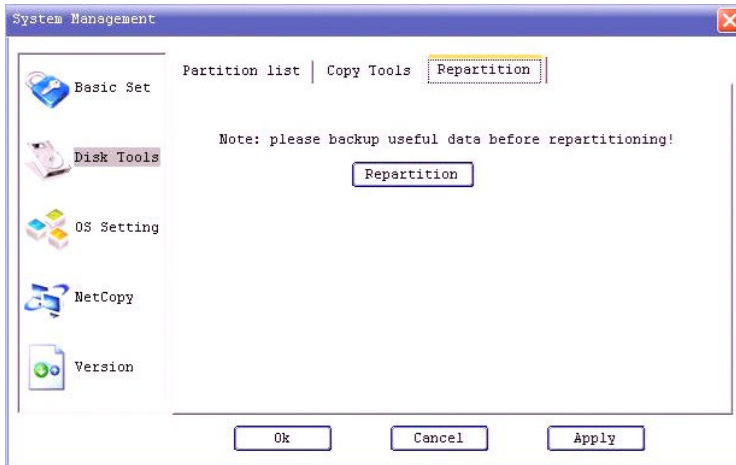 System Management
Basic Set
Disk Tools
OS Setting
NetCopy
Version
Partition list
Copy Tools
Repartition
Note: please backup useful data before repartitioning!
Repartition
Ok
Cancel
Apply